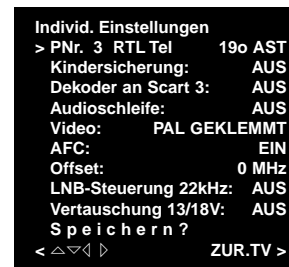 Individ. Einstellungen
> PNr. 3 RTL Tel 19o AST
Kindersicherung: AUS
Dekoder an Scart 3: AUS
Audioschleife: AUS
Video: PAL GEKLEMMT
AFC: EIN
Offset: 0 MHz
LNB-Steuerung 22kHz: AUS
Vertauschung 13/18V: AUS
S p e i c h e r n ?
< △▽◁ ▷ ZUR.TV >